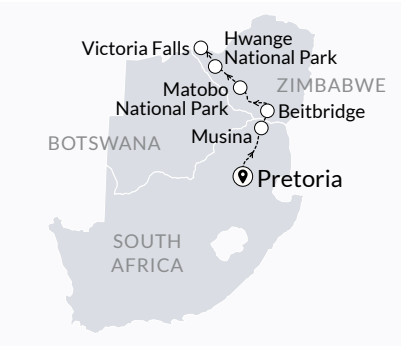 Victoria Falls
Hwange
National Park
Matobo
National Park
ZIMBABWE
Beitbridge
Musina
BOTSWANA
Pretoria
SOUTH
AFRICA